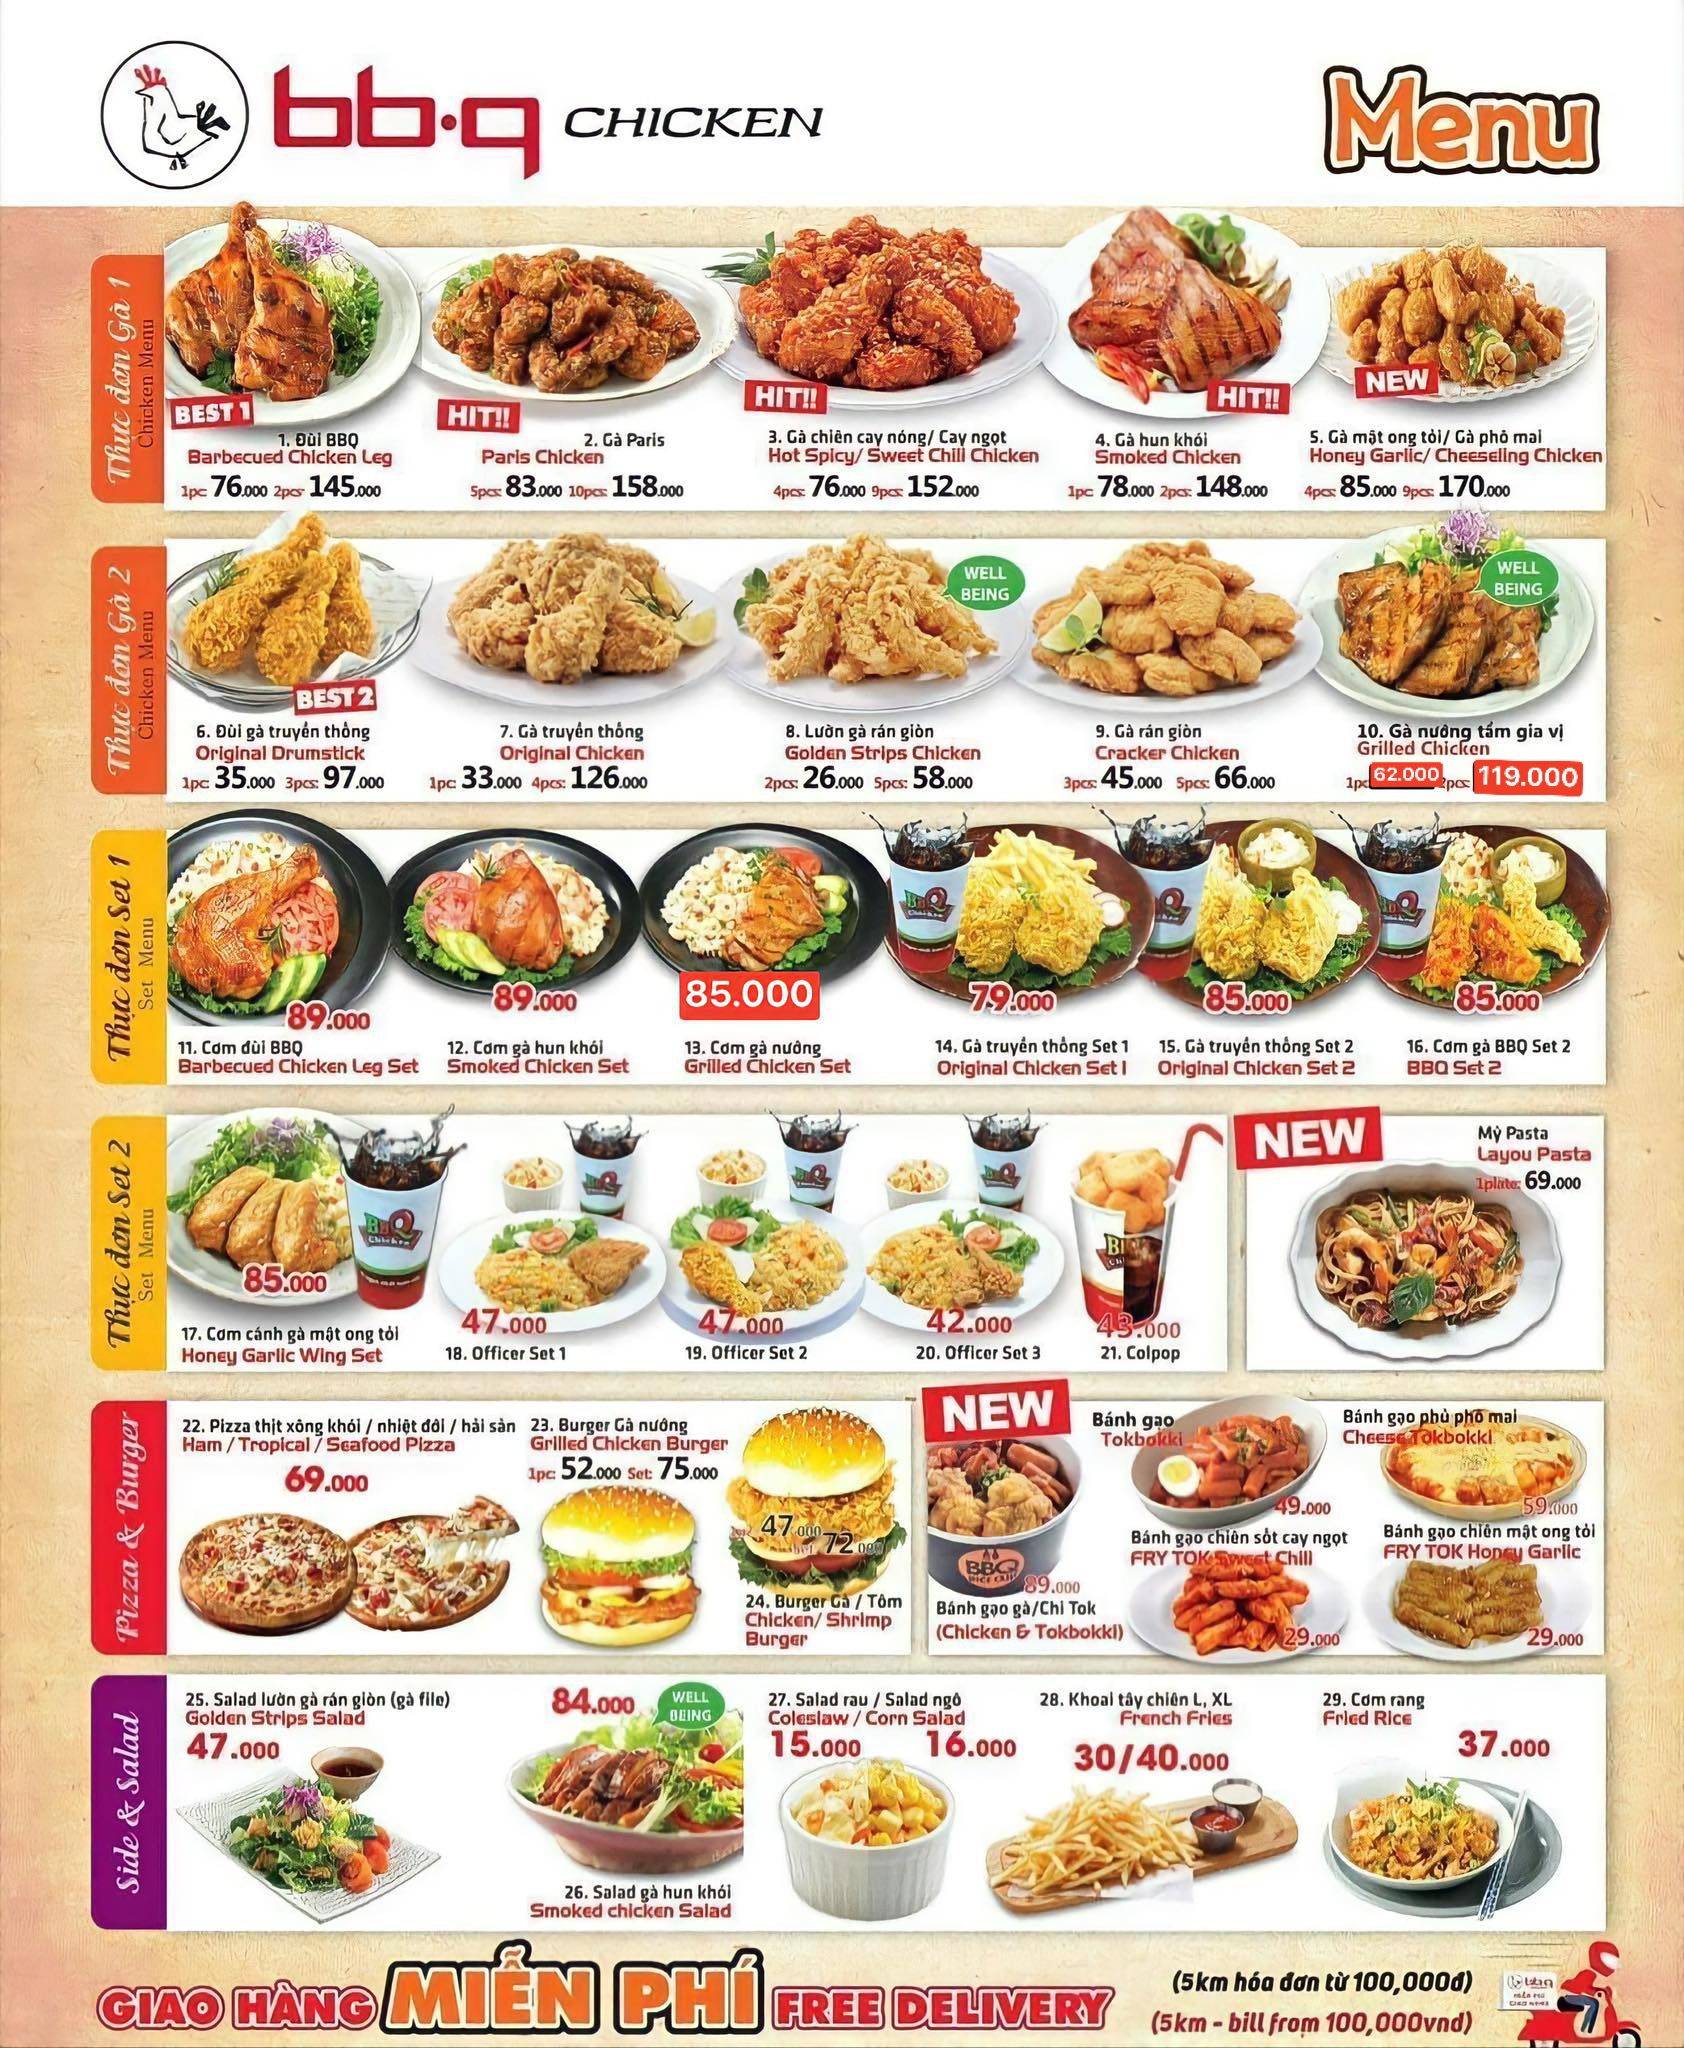 bb.q CHICKEN
Menu
Thực đơn Gà 1
Chicken Menu
BEST 1
1. Đùi BBQ
Barbecued Chicken Leg
1pc: 76.000 2pcs: 145.000
HIT!!
2. Gà Paris
Paris Chicken
5pcs: 83.000 10pcs: 158.000
HIT!!
3. Gà chiên cay nóng/ Cay ngọt
Hot Spicy/ Sweet Chili Chicken
4pcs: 76.000 9pcs: 152.000
HIT!!
4. Gà hun khói
Smoked Chicken
1pc: 78.000 2pcs: 148.000
NEW
5. Gà mật ong tỏi/ Gà phô mai
Honey Garlic/ Cheeseling Chicken
4pcs: 85.000 9pcs: 170.000
Thực đơn Gà 2
Chicken Menu
BEST 2
6. Đùi gà truyền thống
Original Drumstick
1pc: 35.000 3pcs: 97.000
7. Gà truyền thống
Original Chicken
1pc: 33.000 4pcs: 126.000
WELL
BEING
8. Lườn gà rán giòn
Golden Strips Chicken
2pcs: 26.000 5pcs: 58.000
9. Gà rán giòn
Cracker Chicken
3pcs: 45.000 5pcs: 66.000
WELL
BEING
10. Gà nướng tẩm gia vị
Grilled Chicken
1pc 62.000 2pcs: 119.000
Thực đơn Set 1
Set Menu
89.000
11. Cơm đùi BBQ
Barbecued Chicken Leg Set
89.000
12. Cơm gà hun khói
Smoked Chicken Set
85.000
13. Cơm gà nướng
Grilled Chicken Set
79.000
14. Gà truyền thống Set 1
Original Chicken Set I
85.000
15. Gà truyền thống Set 2
Original Chicken Set 2
85.000
16. Cơm gà BBQ Set 2
BBQ Set 2
Thực đơn Set 2
Set Menu
BBQ
Chicken
85.000
17. Cơm cánh gà mật ong tỏi
Honey Garlic Wing Set
47.000
18. Officer Set 1
47.000
19. Officer Set 2
42.000
20. Officer Set 3
43.000
21. Colpop
NEW
Mỳ Pasta
Layou Pasta
1plate: 69.000
Pizza & Burger
22. Pizza thịt xông khói / nhiệt đới / hải sản
Ham / Tropical / Seafood Pizza
69.000
23. Burger Gà nướng
Grilled Chicken Burger
1pc: 52.000 Set: 75.000
47.000
72.000
24. Burger Gà / Tôm
Chicken/ Shrimp
Burger
NEW
BBQ
89.000
Bánh gạo gà/Chi Tok
(Chicken & Tokbokki)
Bánh gạo
Tokbokki
49.000
Bánh gạo phủ phô mai
Cheese Tokbokki
59.000
Bánh gạo chiên sốt cay ngọt
FRY TOK Sweet Chili
29.000
Bánh gạo chiên mật ong tỏi
FRY TOK Honey Garlic
29.000
Side & Salad
25. Salad lườn gà rán giòn (gà file)
Golden Strips Salad
47.000
84.000
WELL
BEING
26. Salad gà hun khói
Smoked chicken Salad
27. Salad rau / Salad ngô
Coleslaw / Corn Salad
15.000 16.000
28. Khoai tây chiên L, XL
French Fries
30/40.000
29. Cơm rang
Fried Rice
37.000
GIAO HÀNG MIỄN PHÍ FREE DELIVERY
(5km hóa đơn từ 100,000đ)
(5km - bill from 100,000vnd)
bb.q